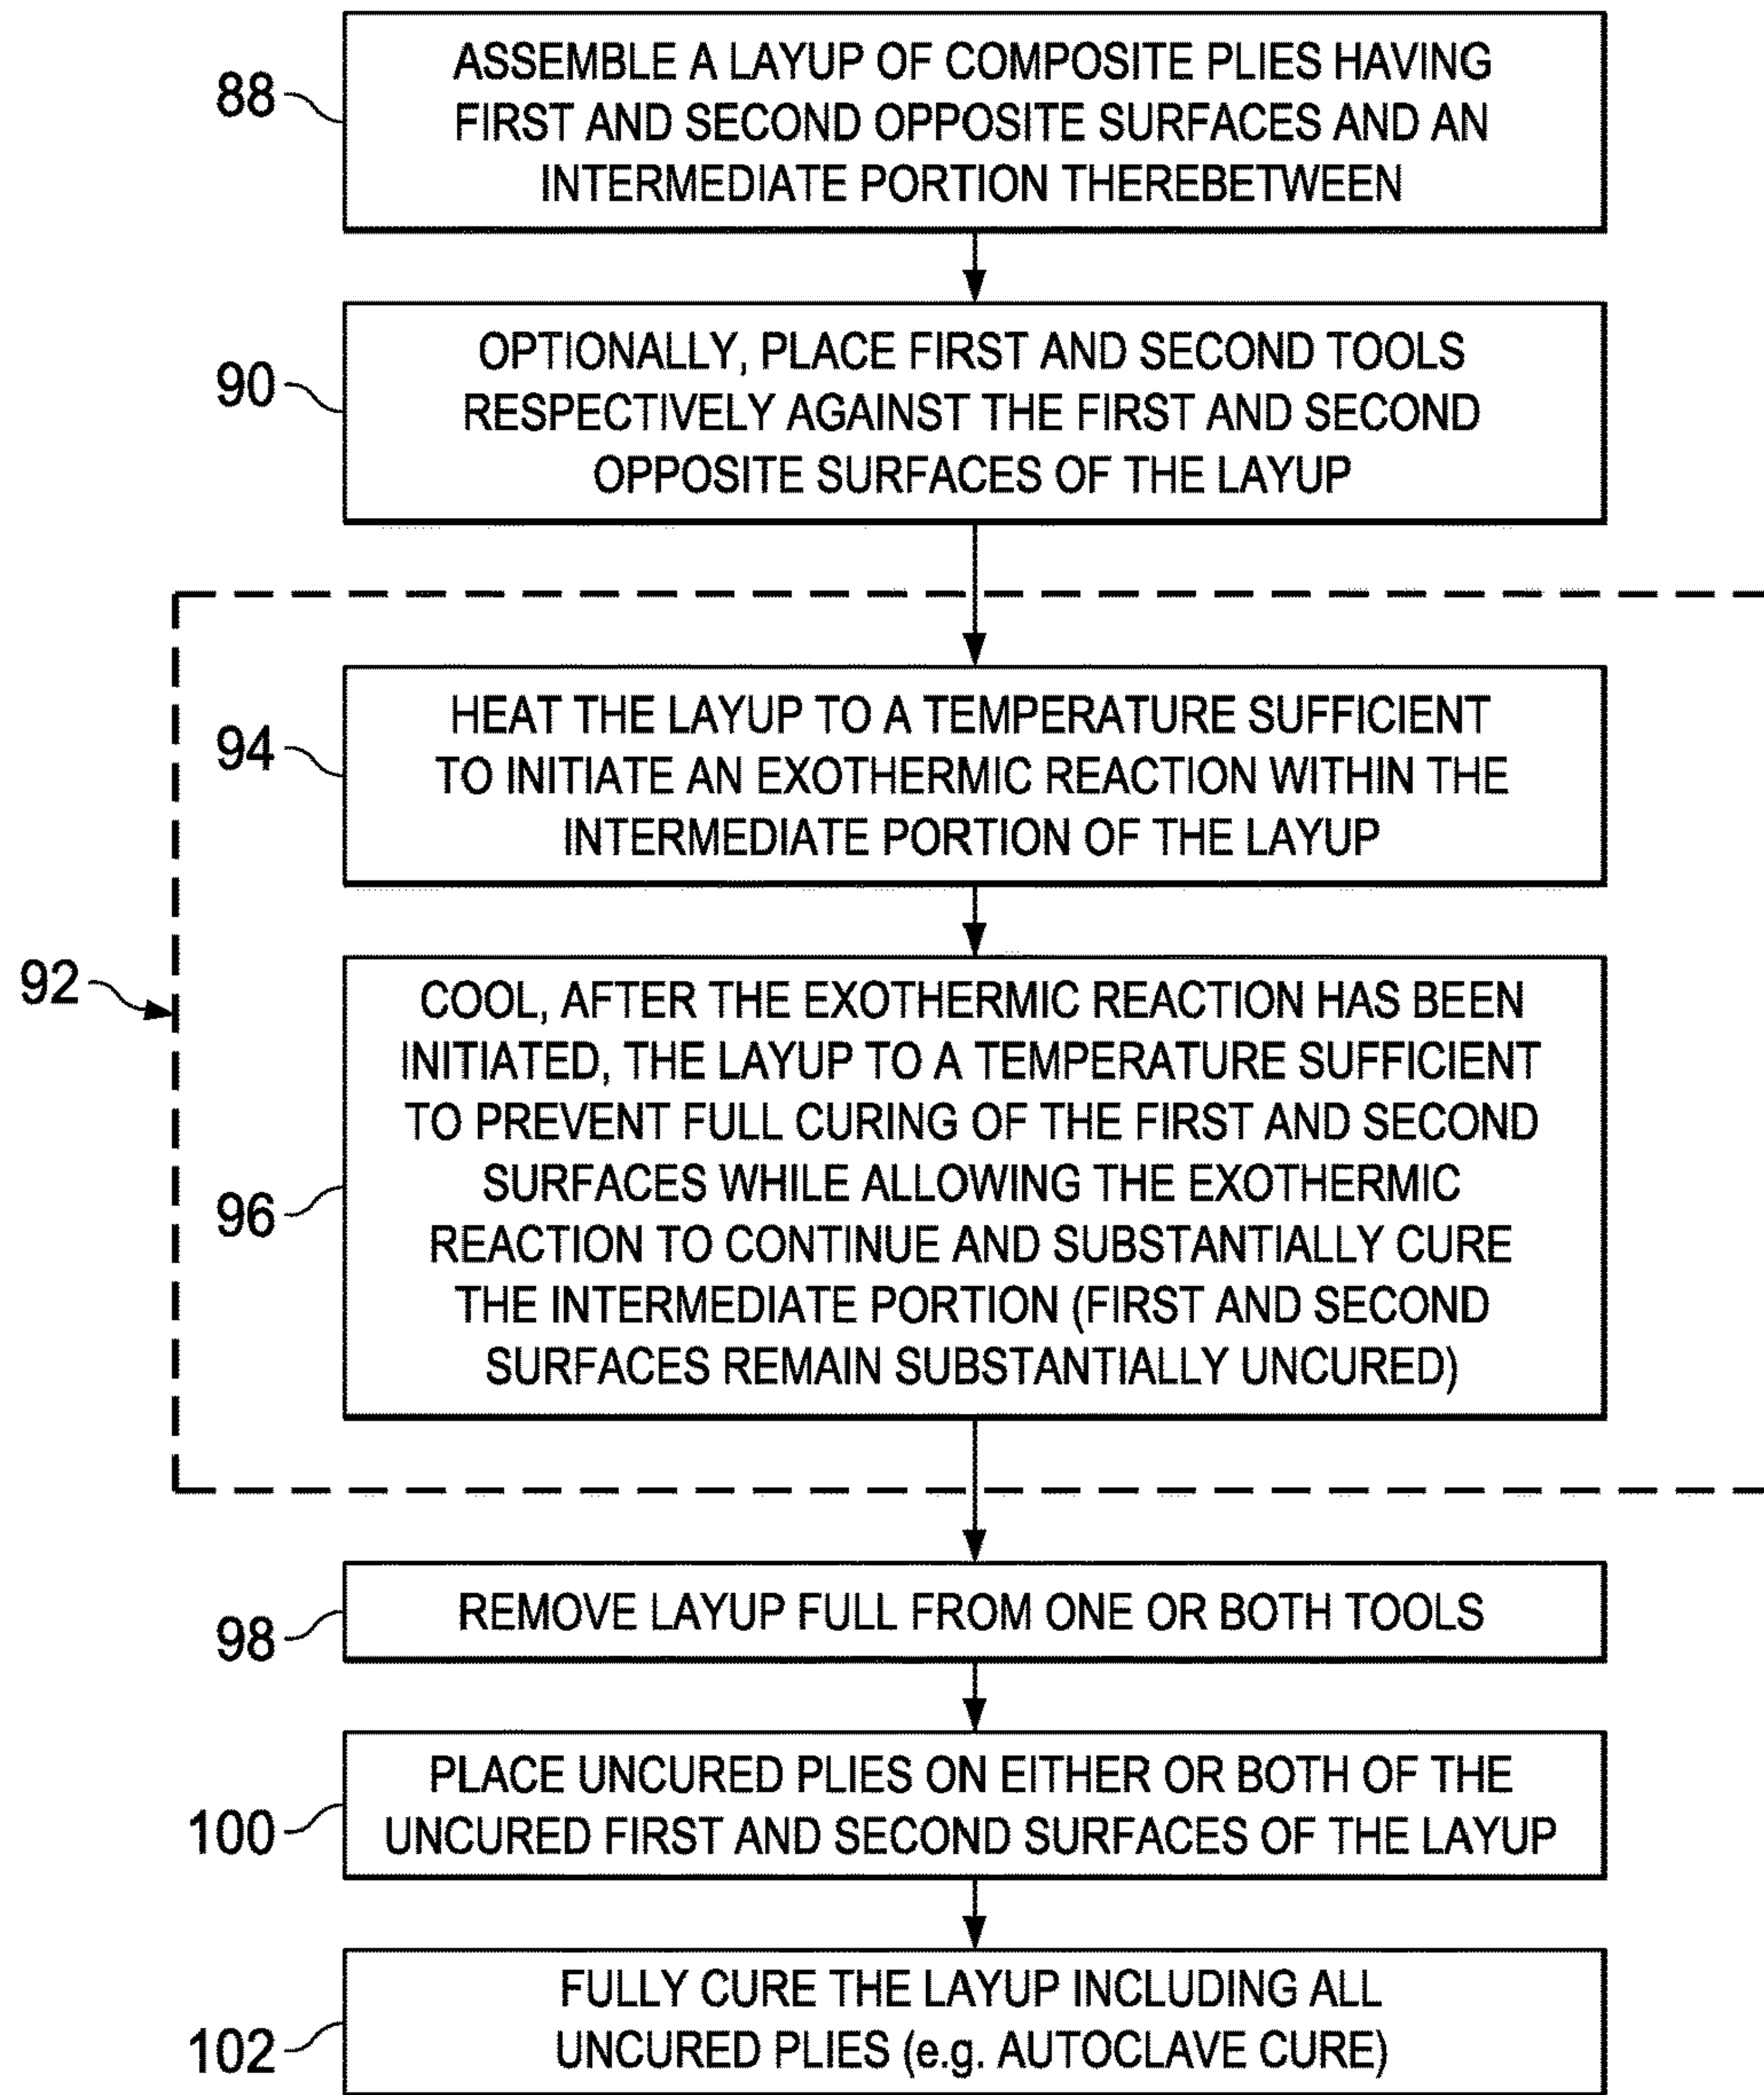 88
ASSEMBLE A LAYUP OF COMPOSITE PLIES HAVING
FIRST AND SECOND OPPOSITE SURFACES AND AN
INTERMEDIATE PORTION THEREBETWEEN
90
OPTIONALLY, PLACE FIRST AND SECOND TOOLS
RESPECTIVELY AGAINST THE FIRST AND SECOND
OPPOSITE SURFACES OF THE LAYUP
92
94
HEAT THE LAYUP TO A TEMPERATURE SUFFICIENT
TO INITIATE AN EXOTHERMIC REACTION WITHIN THE
INTERMEDIATE PORTION OF THE LAYUP
96
COOL, AFTER THE EXOTHERMIC REACTION HAS BEEN
INITIATED, THE LAYUP TO A TEMPERATURE SUFFICIENT
TO PREVENT FULL CURING OF THE FIRST AND SECOND
SURFACES WHILE ALLOWING THE EXOTHERMIC
REACTION TO CONTINUE AND SUBSTANTIALLY CURE
THE INTERMEDIATE PORTION (FIRST AND SECOND
SURFACES REMAIN SUBSTANTIALLY UNCURED)
98
REMOVE LAYUP FULL FROM ONE OR BOTH TOOLS
100
PLACE UNCURED PLIES ON EITHER OR BOTH OF THE
UNCURED FIRST AND SECOND SURFACES OF THE LAYUP
102
FULLY CURE THE LAYUP INCLUDING ALL
UNCURED PLIES (e.g. AUTOCLAVE CURE)